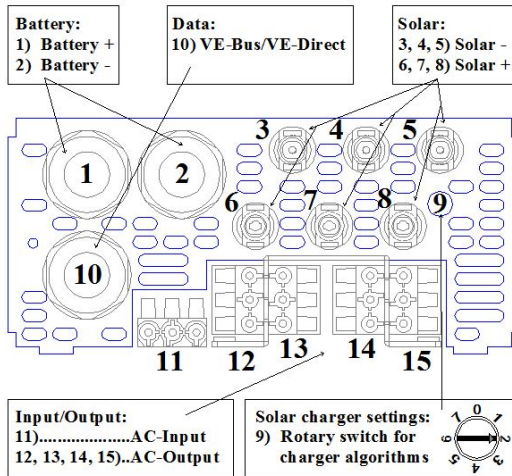 Battery:
1) Battery +
2) Battery -
Data:
10) VE-Bus/VE-Direct
Solar:
3, 4, 5) Solar -
6, 7, 8) Solar +
3 4 5
1 2
6 7 8 9
10
11 12 13 14 15
Input/Output:
11).....................AC-Input
12, 13, 14, 15)..AC-Output
Solar charger settings:
9) Rotary switch for
charger algorithms
0
7
2
6
3
5
4